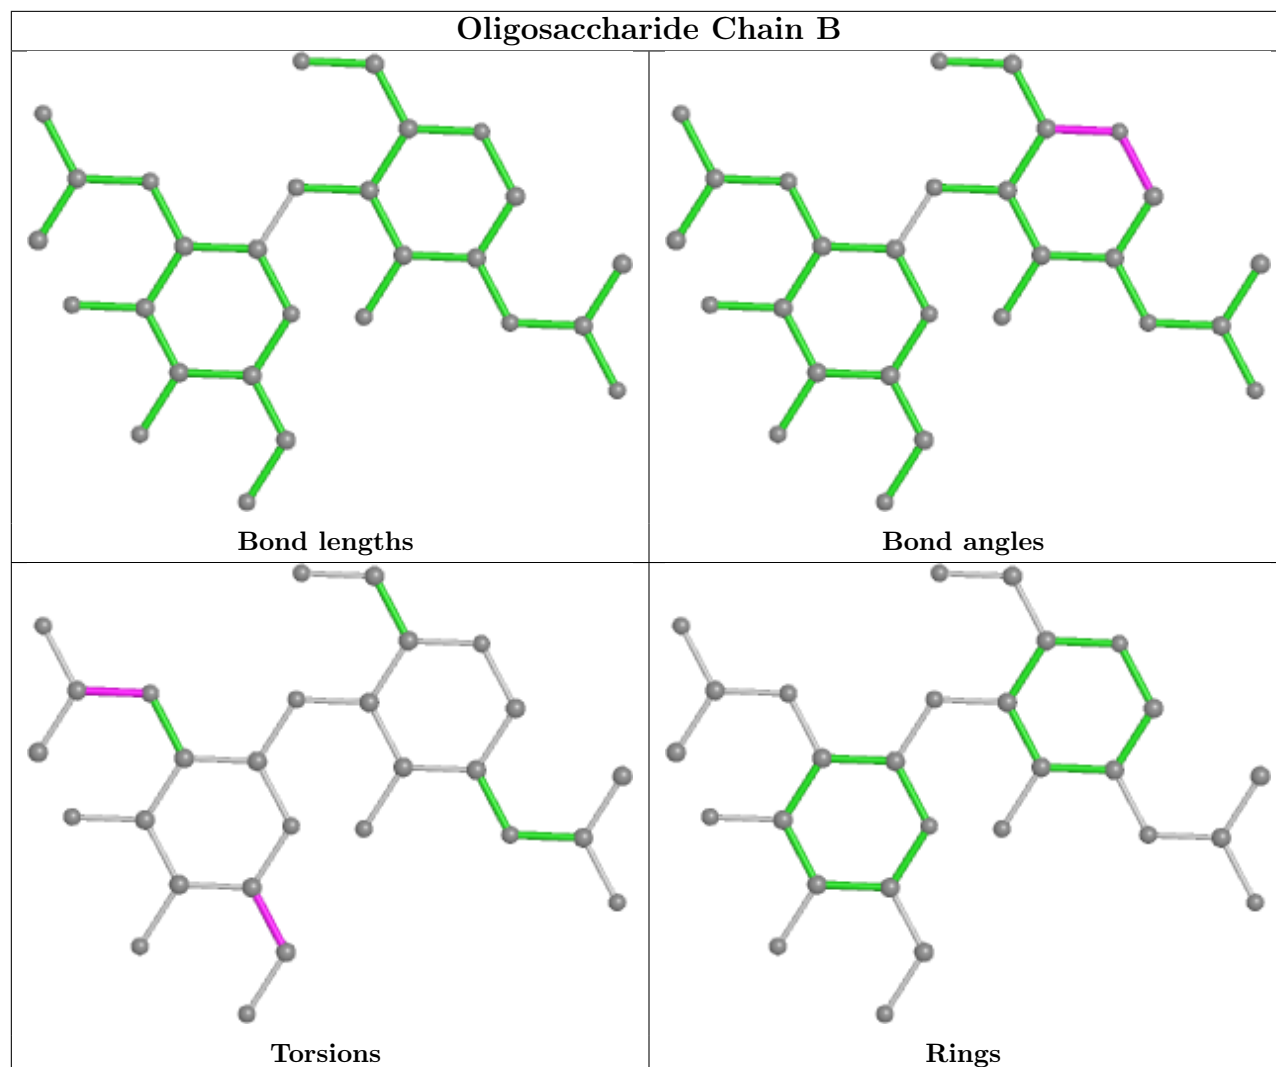 Oligosaccharide Chain B
Bond lengths
Bond angles
Torsions
Rings